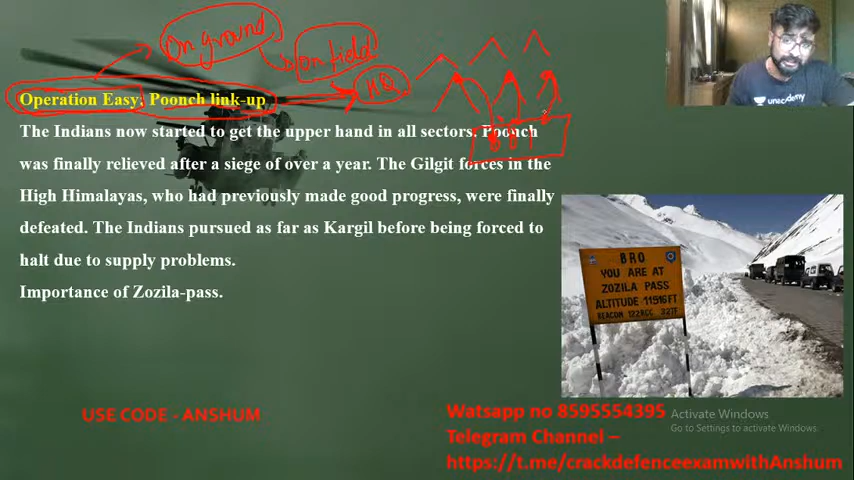 On ground
on field
HQ
unacademy
Operation Easy. Poonch link-up
The Indians now started to get the upper hand in all sectors. Poonch
was finally relieved after a siege of over a year. The Gilgit forces in the
High Himalayas, who had previously made good progress, were finally
defeated. The Indians pursued as far as Kargil before being forced to
halt due to supply problems.
Importance of Zozila-pass.
BRO
YOU ARE AT
ZOZILA PASS
ALTITUDE-11516FT
BEACON 122RCC 32TF
USE CODE - ANSHUM
Watsapp no 8595554395
Telegram Channel –
https://t.me/crackdefenceexamwithAnshum
Activate Windows
Go to Settings to activate Windows.